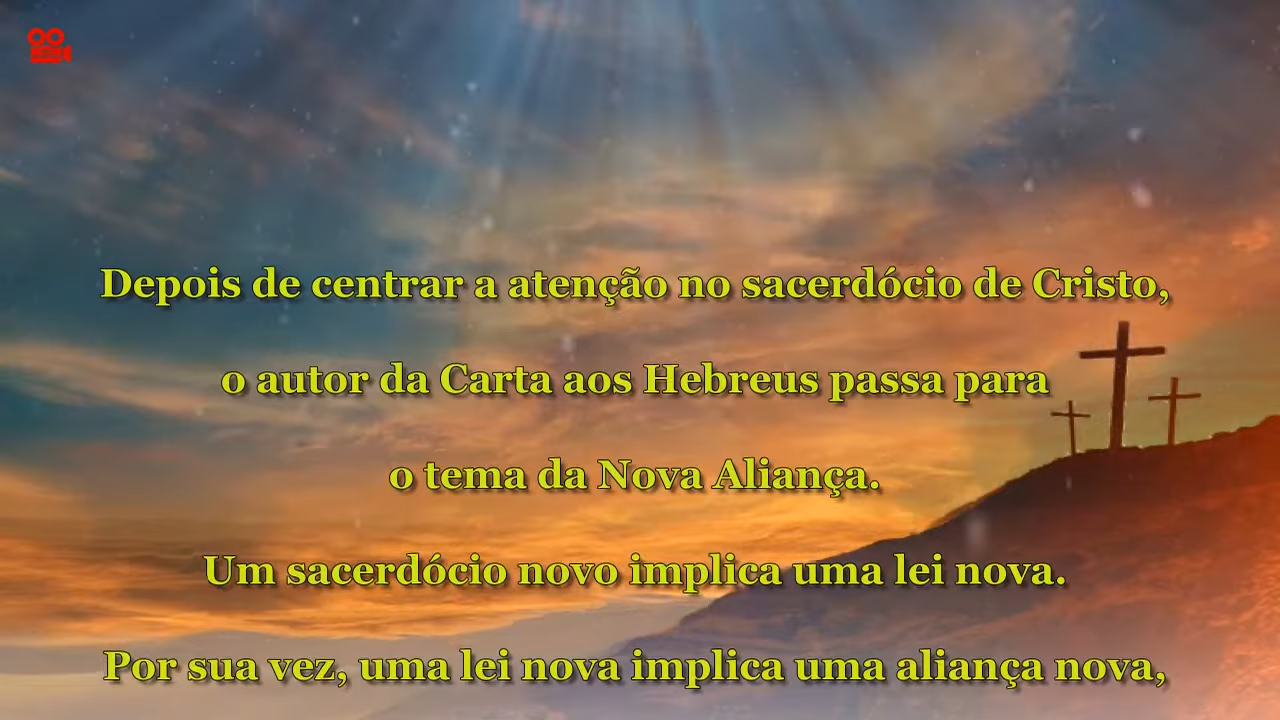 Depois de centrar a atenção no sacerdócio de Cristo,
o autor da Carta aos Hebreus passa para
o tema da Nova Aliança.
Um sacerdócio novo implica uma lei nova.
Por sua vez, uma lei nova implica uma aliança nova,